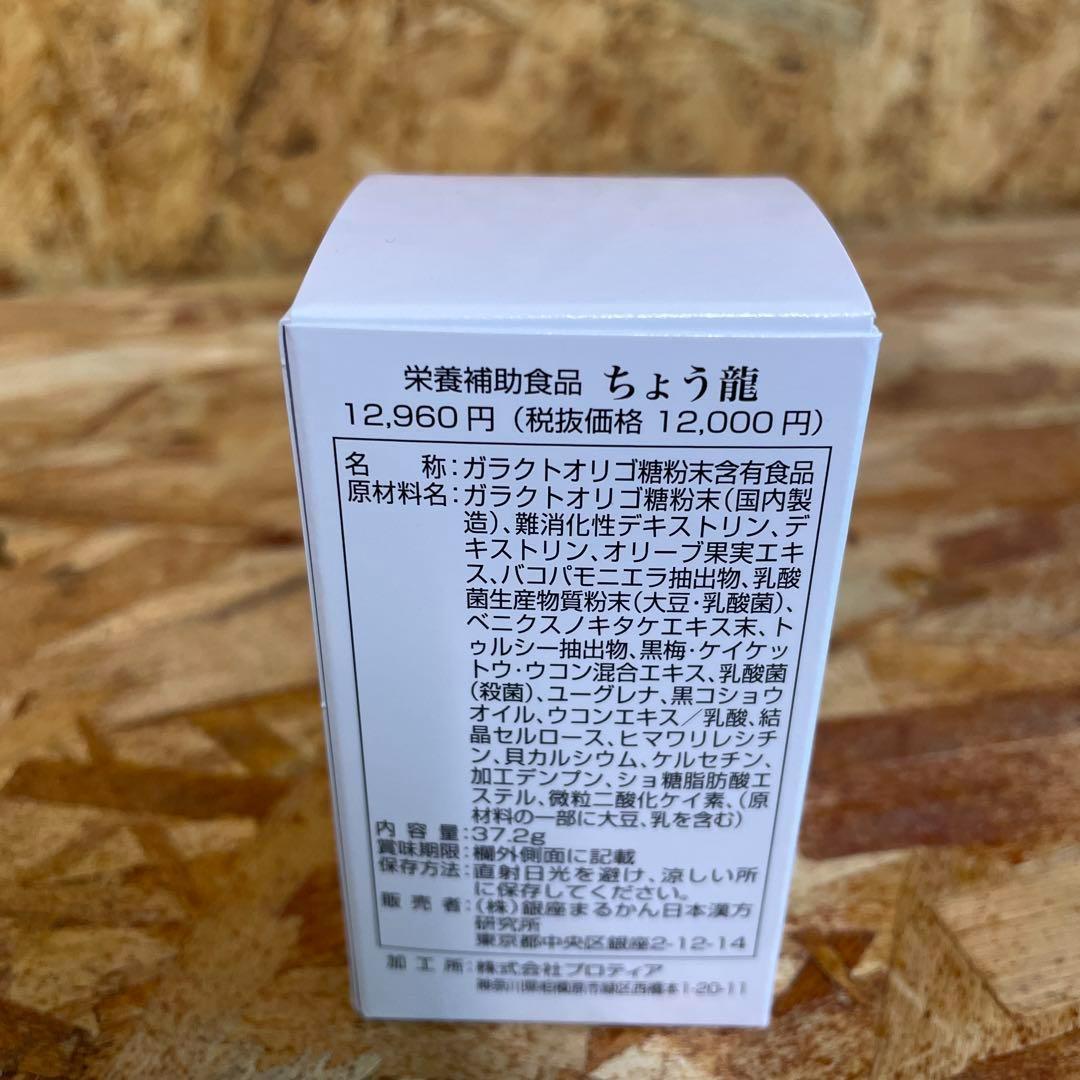 栄養補助食品 ちょう龍
12,960円（税抜価格 12,000円）
名 称：ガラクトオリゴ糖粉末含有食品
原材料名：ガラクトオリゴ糖粉末（国内製
造）、難消化性デキストリン、デ
キストリン、オリーブ果実エキ
ス、バコパモニエラ抽出物、乳酸
菌生産物質粉末（大豆・乳酸菌）、
ベニクスノキタケエキス末、ト
ゥルシー抽出物、黒梅・ケイケッ
トウ・ウコン混合エキス、乳酸菌
（殺菌）、ユーグレナ、黒コショウ
オイル、ウコンエキス／乳酸、結
晶セルロース、ヒマワリレシチ
ン、貝カルシウム、ケルセチン、
加工デンプン、ショ糖脂肪酸エ
ステル、微粒二酸化ケイ素、（原
材料の一部に大豆、乳を含む）
内容量：37.2g
賞味期限：欄外側面に記載
保存方法：直射日光を避け、涼しい所
に保存してください。
販売者：（株）銀座まるかん日本漢方
研究所
東京都中央区銀座2-12-14
加工所：株式会社プロティア
神奈川県相模原市緑区西橋本1-20-11